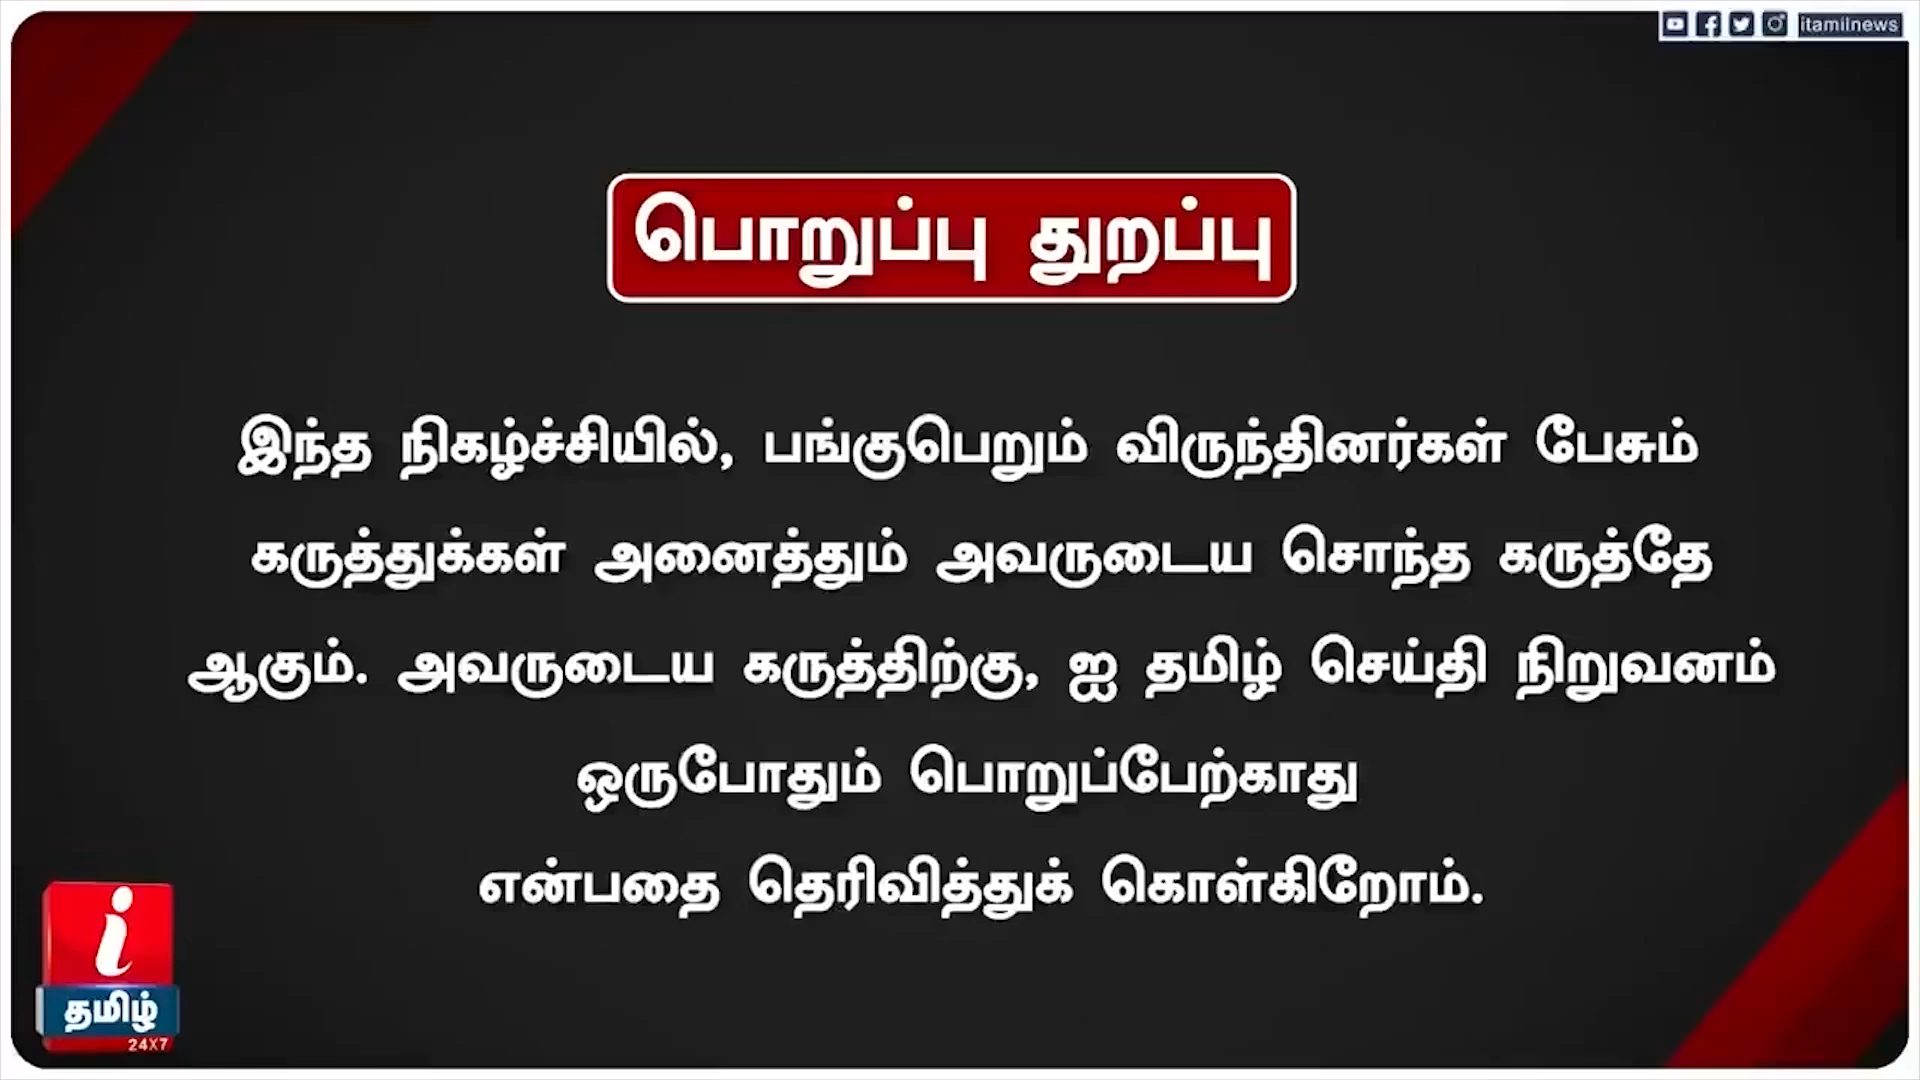 itamilnews
பொறுப்பு துறப்பு
இந்த நிகழ்ச்சியில், பங்குபெறும் விருந்தினர்கள் பேசும்
கருத்துக்கள் அனைத்தும் அவருடைய சொந்த கருத்தே
ஆகும். அவருடைய கருத்திற்கு, ஐ தமிழ் செய்தி நிறுவனம்
ஒருபோதும் பொறுப்பேற்காது
என்பதை தெரிவித்துக் கொள்கிறோம்.
i
தமிழ்
24X7